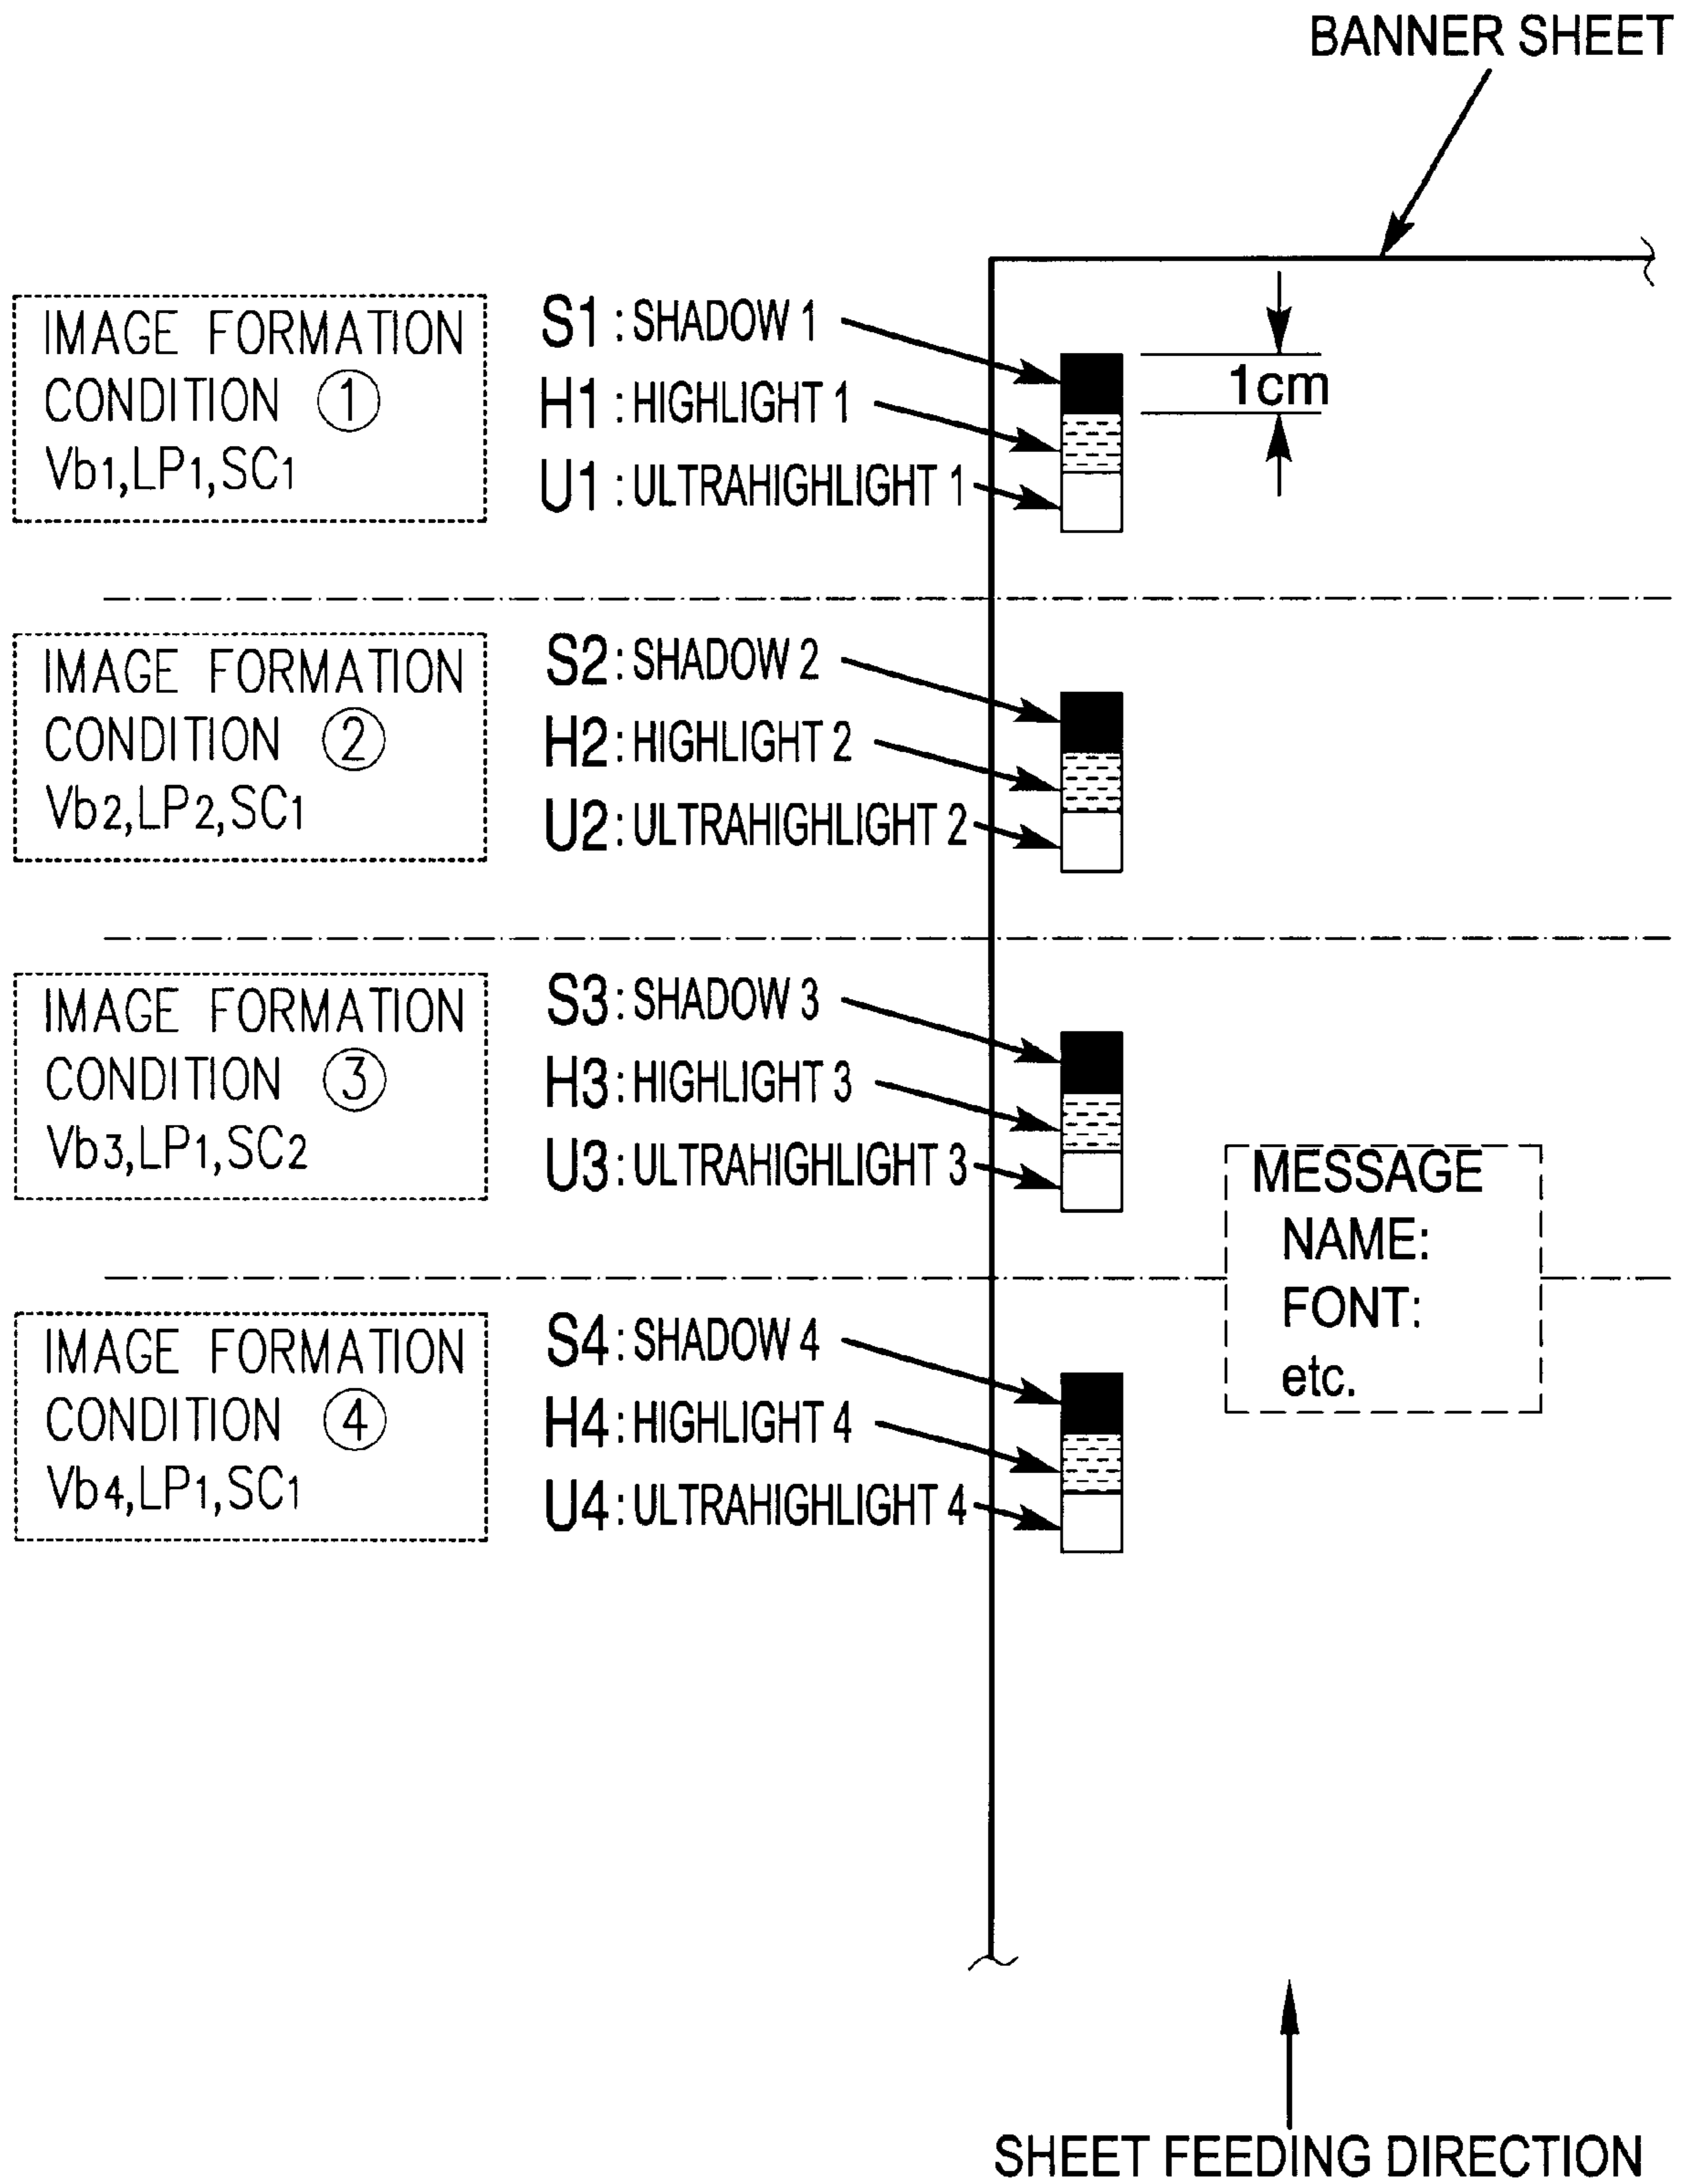 BANNER SHEET
IMAGE FORMATION
CONDITION ①
Vb1,LP1,SC1
S1:SHADOW 1
H1:HIGHLIGHT 1
U1:ULTRAHIGHLIGHT 1
1cm
IMAGE FORMATION
CONDITION ②
Vb2,LP2,SC1
S2:SHADOW 2
H2:HIGHLIGHT 2
U2:ULTRAHIGHLIGHT 2
IMAGE FORMATION
CONDITION ③
Vb3,LP1,SC2
S3:SHADOW 3
H3:HIGHLIGHT 3
U3:ULTRAHIGHLIGHT 3
MESSAGE
NAME:
FONT:
etc.
IMAGE FORMATION
CONDITION ④
Vb4,LP1,SC1
S4:SHADOW 4
H4:HIGHLIGHT 4
U4:ULTRAHIGHLIGHT 4
SHEET FEEDING DIRECTION